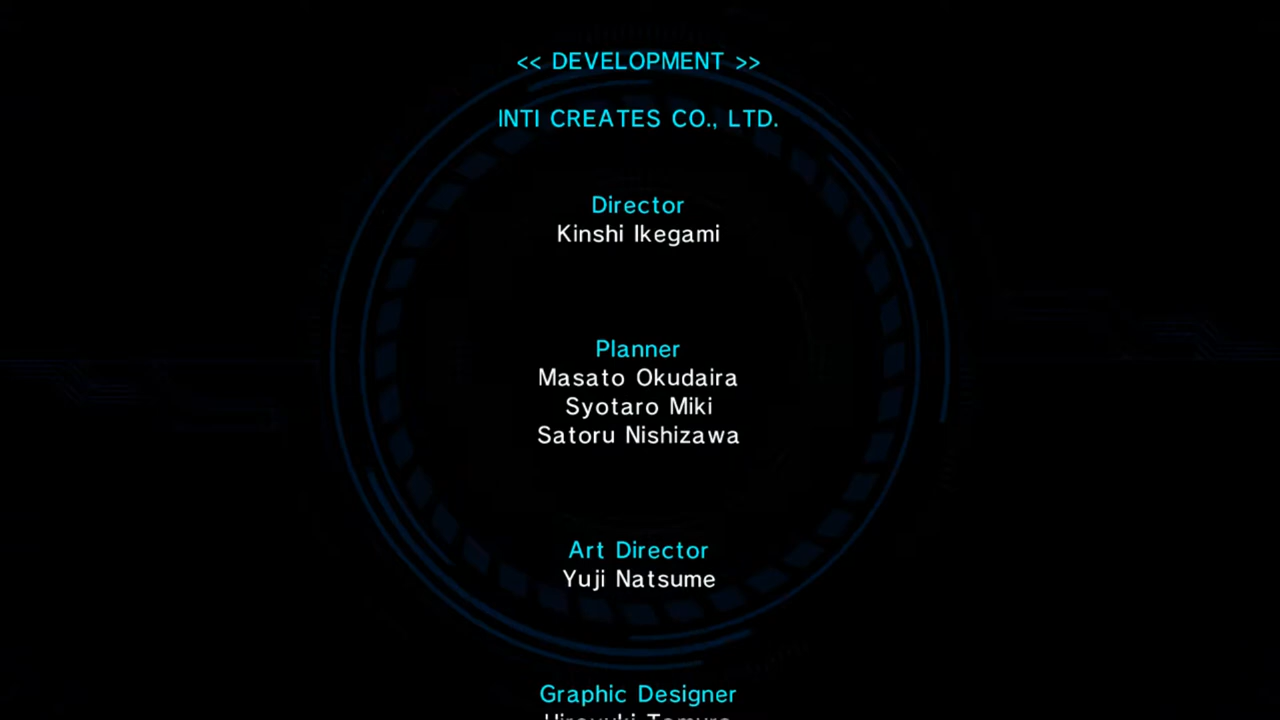 << DEVELOPMENT >>
INTI CREATES CO., LTD.
Director
Kinshi Ikegami
Planner
Masato Okudaira
Syotaro Miki
Satoru Nishizawa
Art Director
Yuji Natsume
Graphic Designer